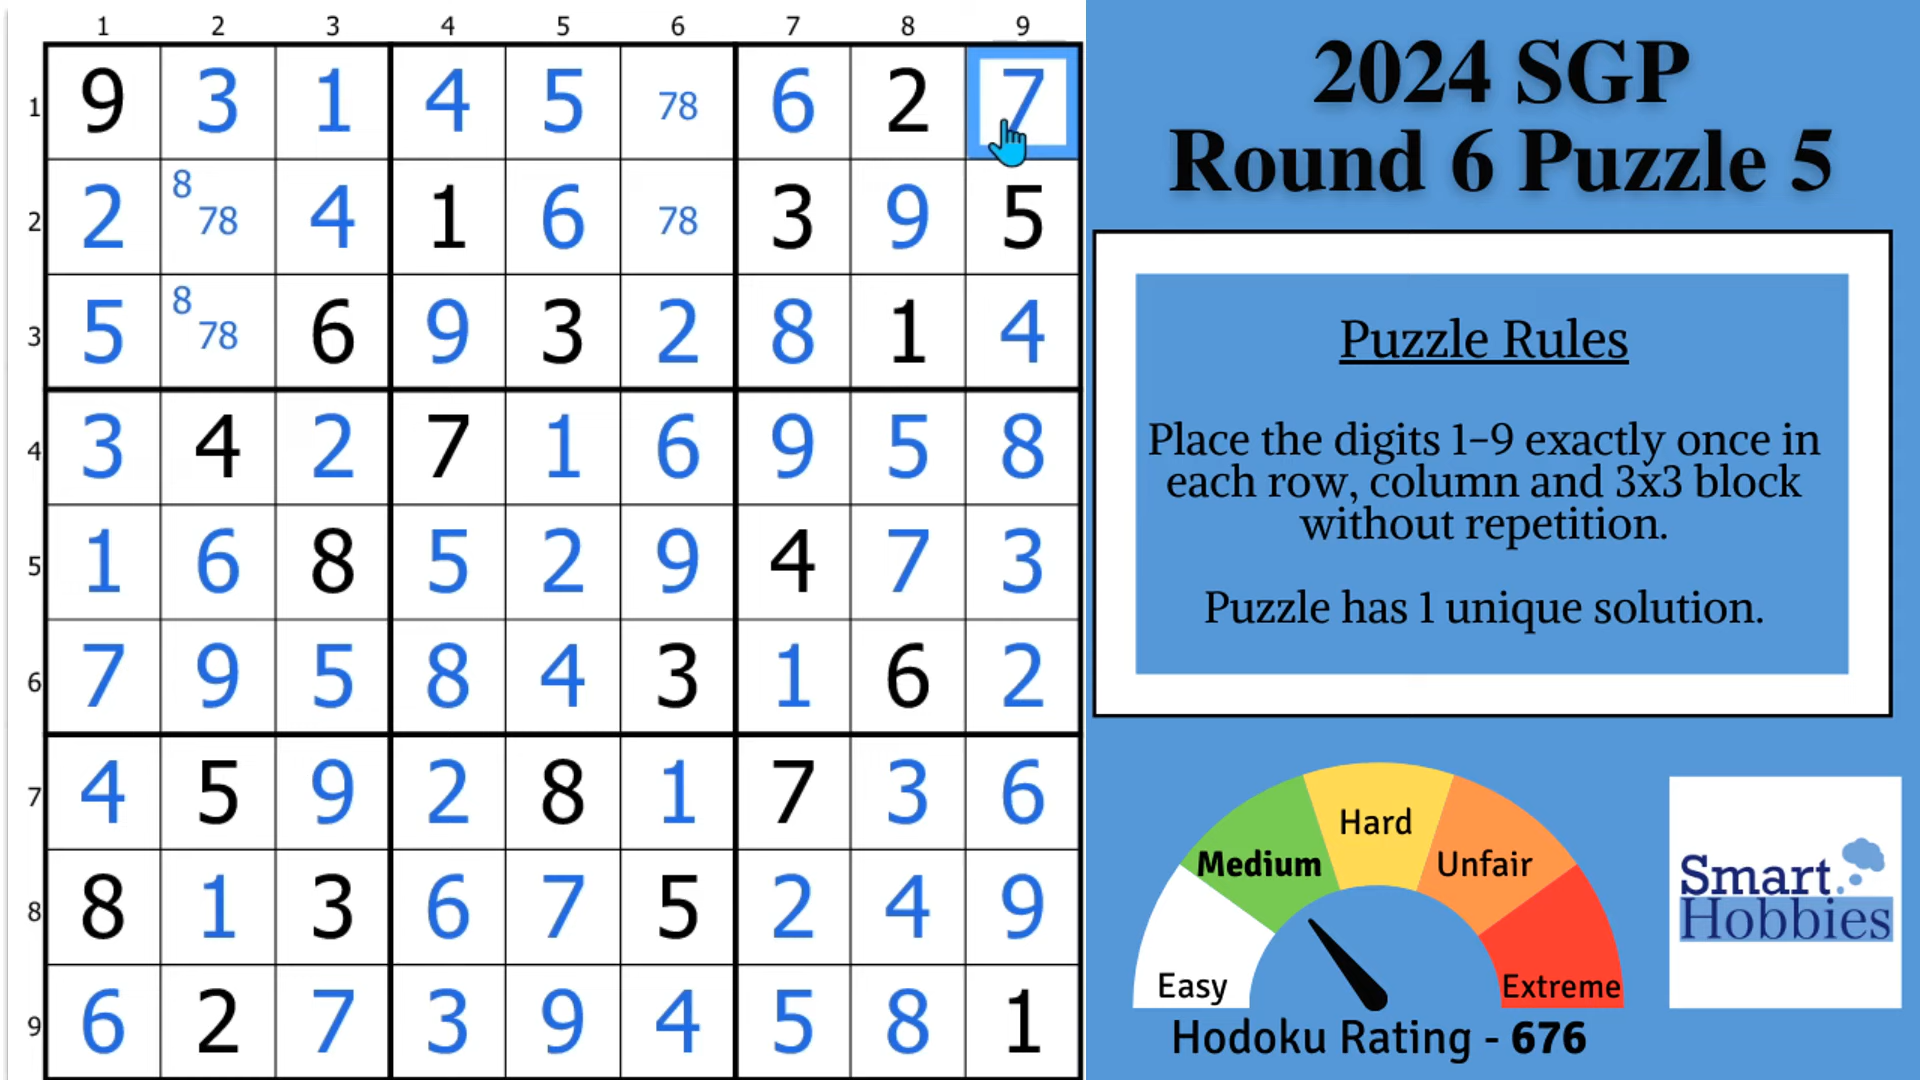 1 2 3 4 5 6 7 8 9
1 9 3 1 4 5 78 6 2 7
2 2 8 78 4 1 6 78 3 9 5
3 5 8 78 6 9 3 2 8 1 4
4 3 4 2 7 1 6 9 5 8
5 1 6 8 5 2 9 4 7 3
6 7 9 5 8 4 3 1 6 2
7 4 5 9 2 8 1 7 3 6
8 8 1 3 6 7 5 2 4 9
9 6 2 7 3 9 4 5 8 1
2024 SGP
Round 6 Puzzle 5
Puzzle Rules
Place the digits 1-9 exactly once in
each row, column and 3x3 block
without repetition.
Puzzle has 1 unique solution.
Easy
Medium
Hard
Unfair
Extreme
Hodoku Rating - 676
Smart
Hobbies